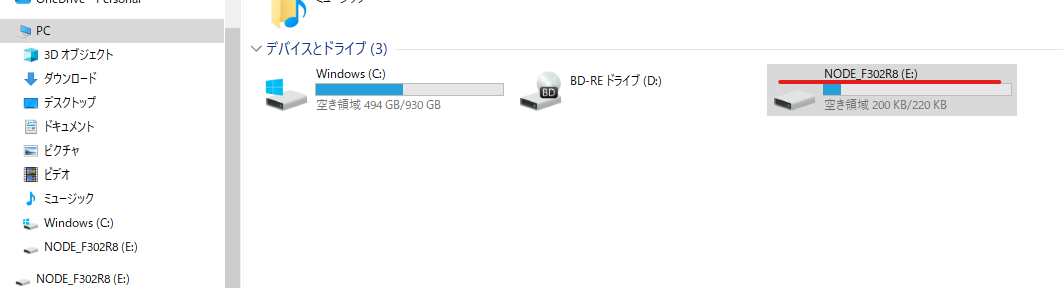 OneDrive - Personal
PC
3D オブジェクト
ダウンロード
デスクトップ
ドキュメント
ピクチャ
ビデオ
ミュージック
Windows (C:)
NODE_F302R8 (E:)
NODE_F302R8 (E:)
ミュージック
デバイスとドライブ (3)
Windows (C:)
空き領域 494 GB/930 GB
BD-RE ドライブ (D:)
BD
NODE_F302R8 (E:)
空き領域 200 KB/220 KB